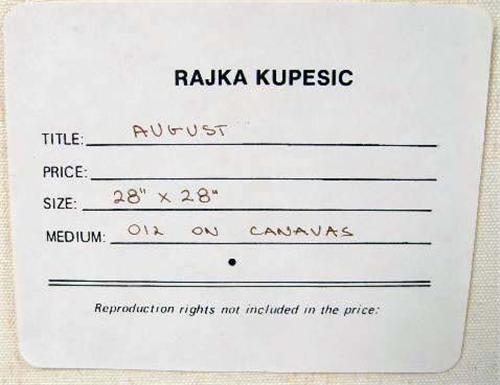 RAJKA KUPESIC
TITLE: AUGUST
PRICE:
SIZE: 28" x 28"
MEDIUM: OIL ON CANAVAS
Reproduction rights not included in the price: